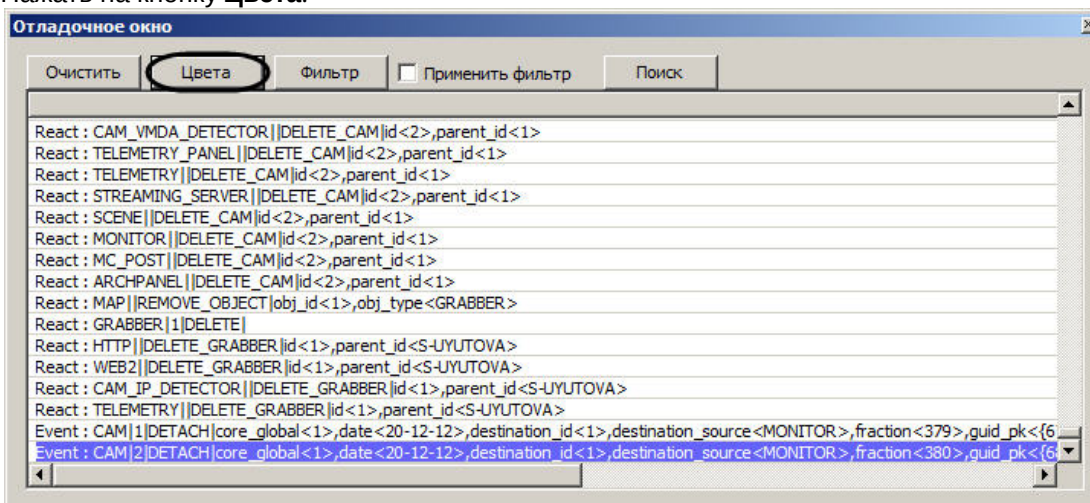 Нажать на кнопку Цвета.
Отладочное окно
Очистить Цвета Фильтр Применить фильтр Поиск
React : CAM_VMDA_DETECTOR||DELETE_CAM|id<2>,parent_id<1>
React : TELEMETRY_PANEL||DELETE_CAM|id<2>,parent_id<1>
React : TELEMETRY||DELETE_CAM|id<2>,parent_id<1>
React : STREAMING_SERVER||DELETE_CAM|id<2>,parent_id<1>
React : SCENE||DELETE_CAM|id<2>,parent_id<1>
React : MONITOR||DELETE_CAM|id<2>,parent_id<1>
React : MC_POST||DELETE_CAM|id<2>,parent_id<1>
React : ARCHPANEL||DELETE_CAM|id<2>,parent_id<1>
React : MAP||REMOVE_OBJECT|obj_id<1>,obj_type<GRABBER>
React : GRABBER|1|DELETE|
React : HTTP||DELETE_GRABBER|id<1>,parent_id<S-UYUTOVA>
React : WEB2||DELETE_GRABBER|id<1>,parent_id<S-UYUTOVA>
React : CAM_IP_DETECTOR||DELETE_GRABBER|id<1>,parent_id<S-UYUTOVA>
React : TELEMETRY||DELETE_GRABBER|id<1>,parent_id<S-UYUTOVA>
Event : CAM|1|DETACH|core_global<1>,date<20-12-12>,destination_id<1>,destination_source<MONITOR>,fraction<379>,guid_pk<{6
Event : CAM|2|DETACH|core_global<1>,date<20-12-12>,destination_id<1>,destination_source<MONITOR>,fraction<380>,guid_pk<{6